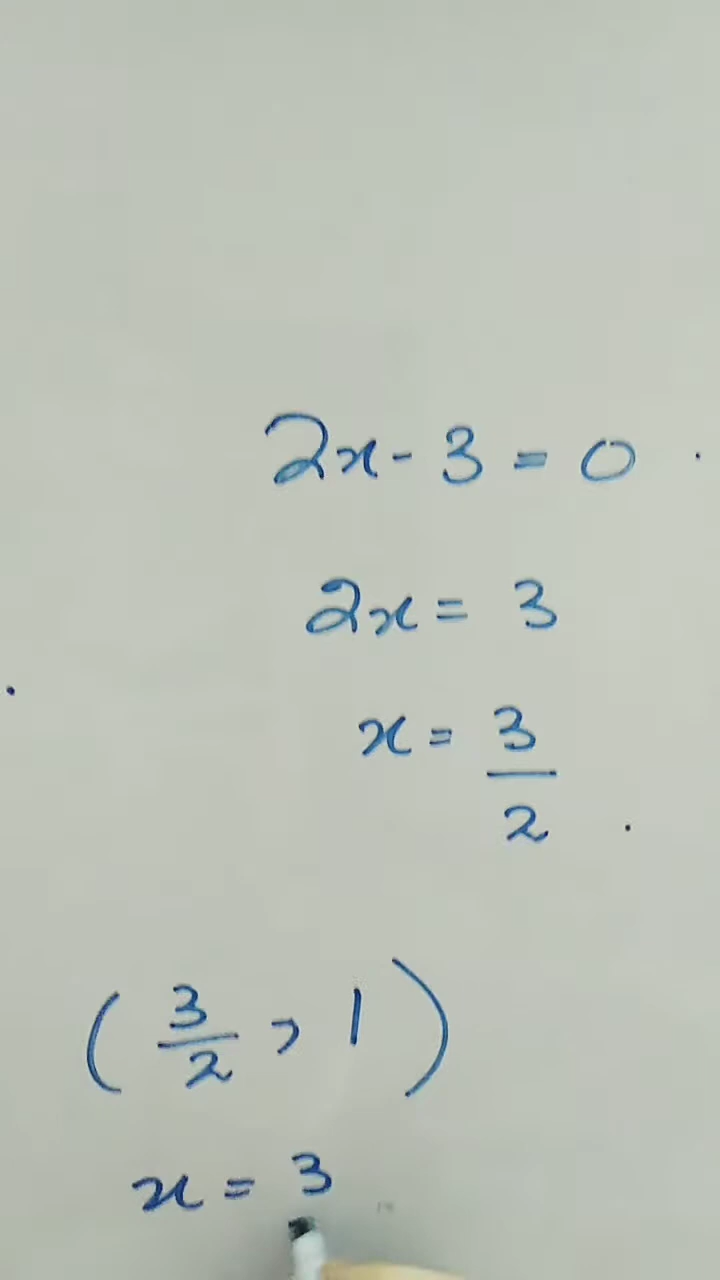 2x - 3 = 0
2x = 3
x = 3/2
(3/2, 1)
x = 3